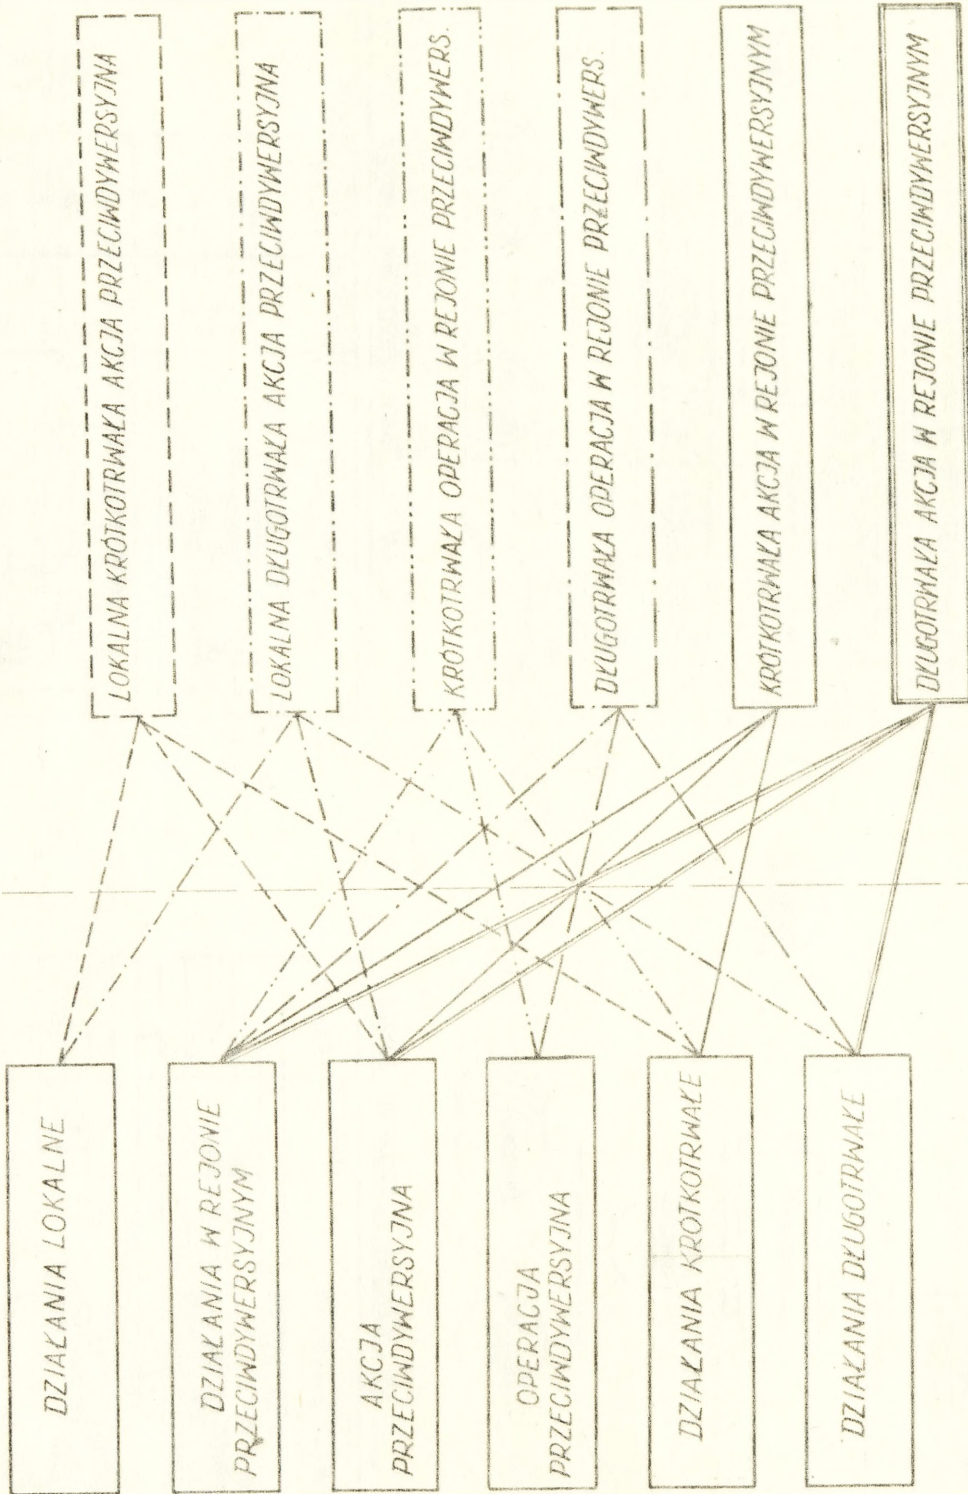 DZIAŁANIA LOKALNE
DZIAŁANIA W REJONIE
PRZECIWDYWERSYJNYM
AKCJA
PRZECIWDYWERSYJNA
OPERACJA
PRZECIWDYWERSYJNA
DZIAŁANIA KRÓTKOTRWAŁE
DZIAŁANIA DŁUGOTRWAŁE
LOKALNA KRÓTKOTRWAŁA AKCJA PRZECIWDYWERSYJNA
LOKALNA DŁUGOTRWAŁA AKCJA PRZECIWDYWERSYJNA
KRÓTKOTRWAŁA OPERACJA W REJONIE PRZECIWDYWERS.
DŁUGOTRWAŁA OPERACJA W REJONIE PRZECIWDYWERS.
KRÓTKOTRWAŁA AKCJA W REJONIE PRZECIWDYWERSYJNYM
DŁUGOTRWAŁA AKCJA W REJONIE PRZECIWDYWERSYJNYM